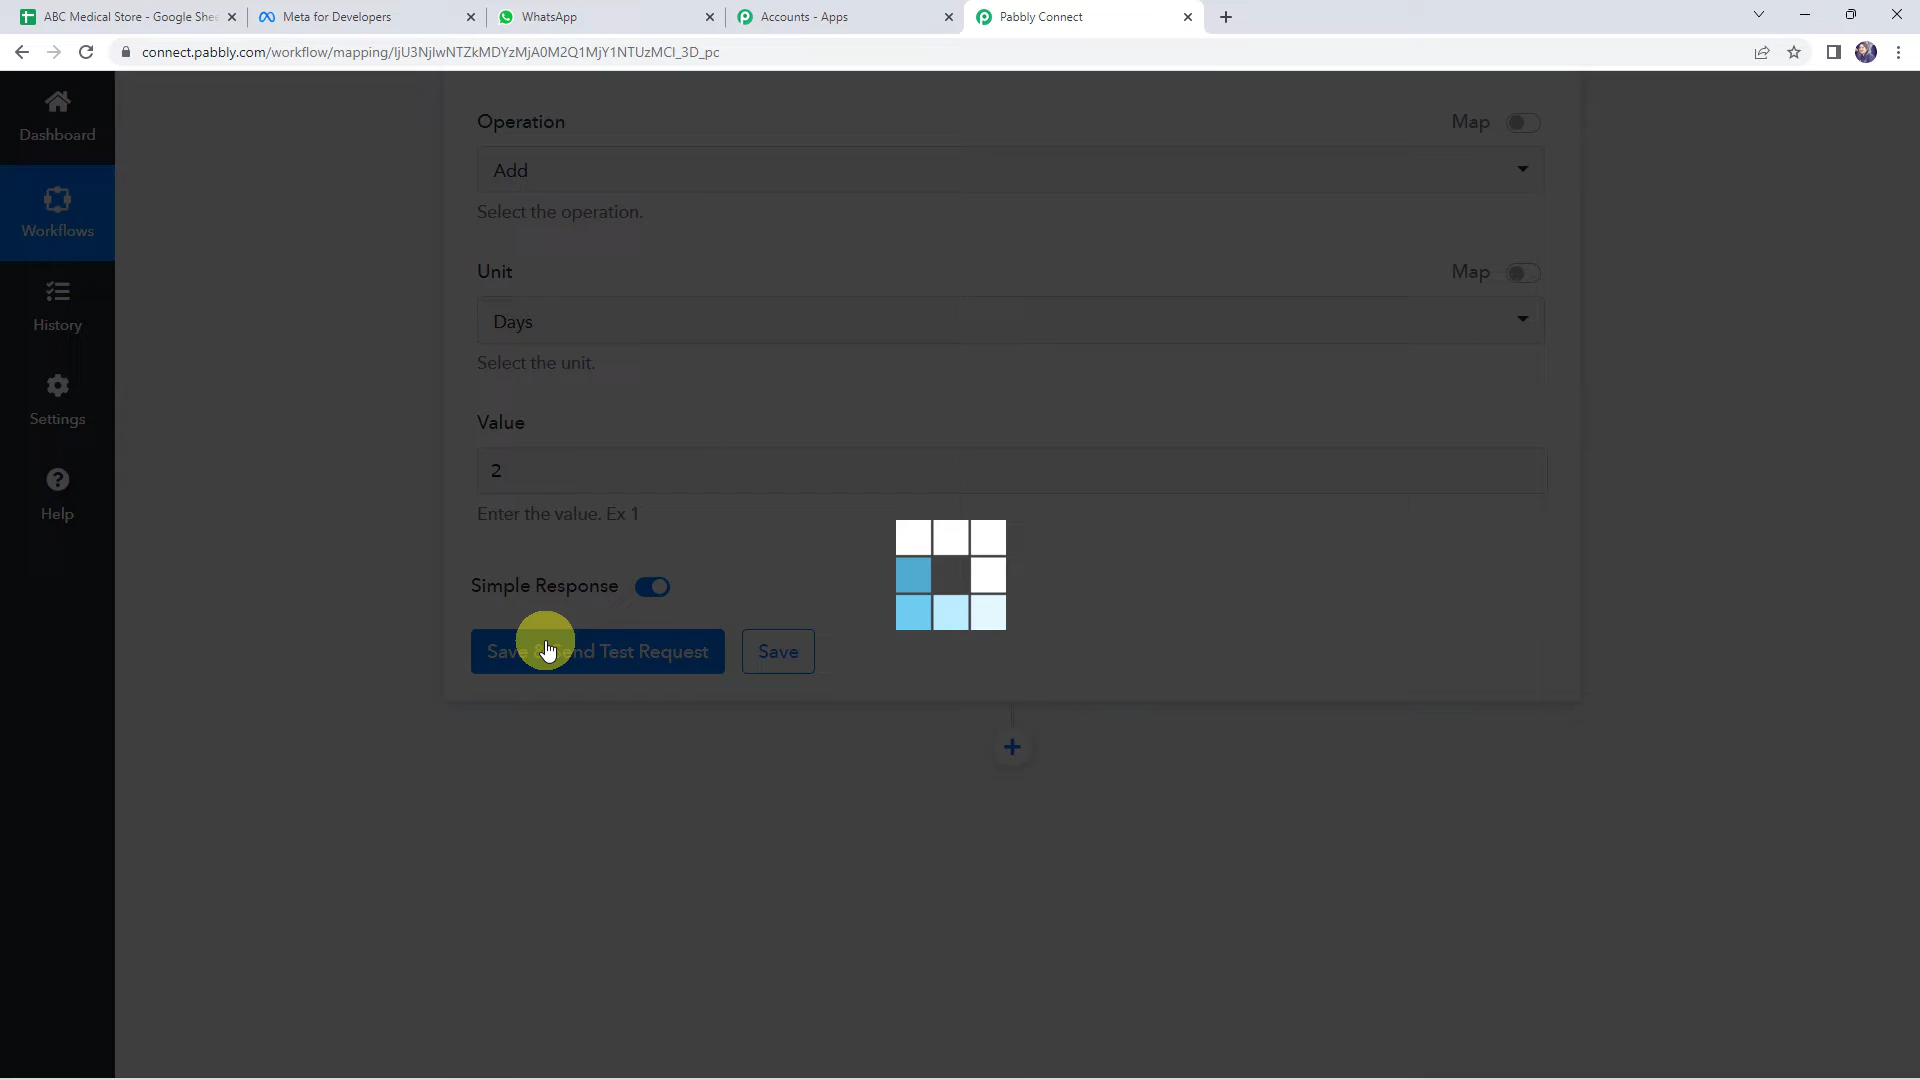 ABC Medical Store - Google She
Meta for Developers
WhatsApp
Accounts - Apps
Pabbly Connect
connect.pabbly.com/workflow/mapping/IjU3NjIwNTZkMDYzMjA0M2Q1MjY1NTUzMCI_3D_pc
Dashboard
Workflows
History
Settings
Help
Operation
Map
Add
Select the operation.
Unit
Map
Days
Select the unit.
Value
2
Enter the value. Ex 1
Simple Response
Save & Send Test Request
Save